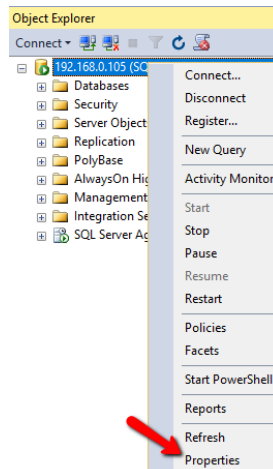 Object Explorer
Connect
192.168.0.105 (SQ
Databases
Security
Server Object
Replication
PolyBase
AlwaysOn Hig
Management
Integration Se
SQL Server Ag
Connect...
Disconnect
Register...
New Query
Activity Monitor
Start
Stop
Pause
Resume
Restart
Policies
Facets
Start PowerShell
Reports
Refresh
Properties